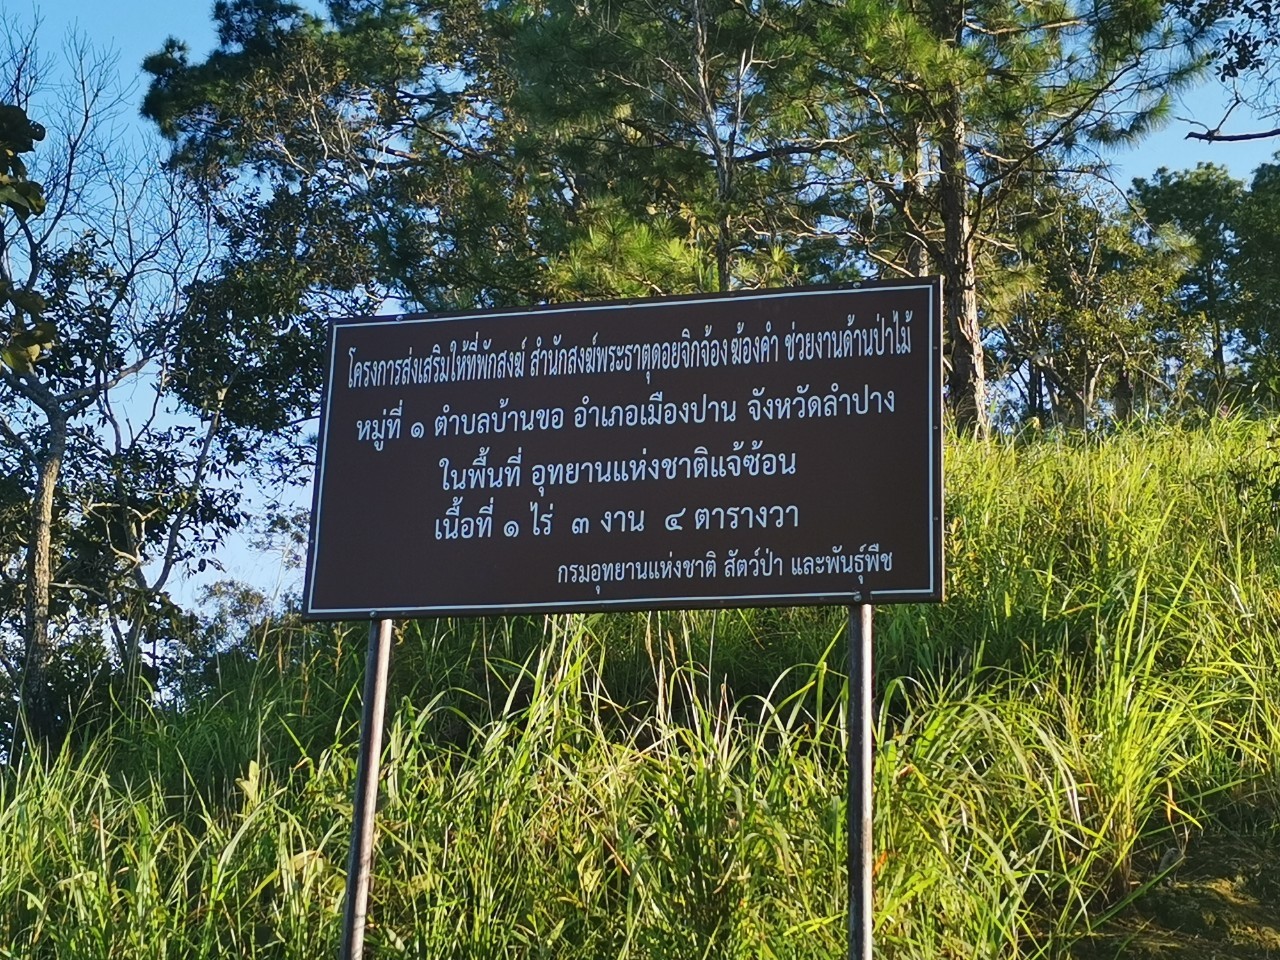 โครงการส่งเสริมให้ที่พักสงฆ์ สำนักสงฆ์พระธาตุดอยจิกจ้อง ฆ้องคำ ช่วยงานด้านป่าไม้
หมู่ที่ ๑ ตำบลบ้านขอ อำเภอเมืองปาน จังหวัดลำปาง
ในพื้นที่ อุทยานแห่งชาติแจ้ซ้อน
เนื้อที่ ๑ ไร่ ๓ งาน ๔ ตารางวา
กรมอุทยานแห่งชาติ สัตว์ป่า และพันธุ์พืช